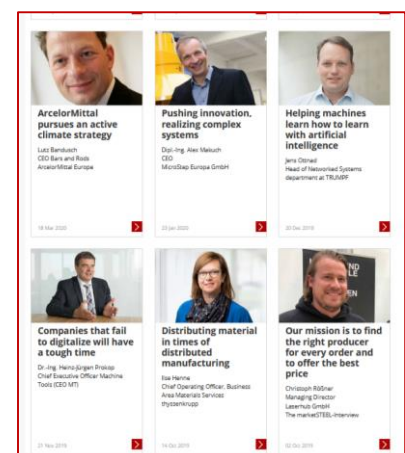 ArcelorMittal
pursues an active
climate strategy
Lutz Bandusch
CEO Bars and Rods
ArcelorMittal Europe
18 Mar 2020
Pushing innovation,
realizing complex
systems
Dipl.-Ing. Alex Makuch
CEO
MicroStep Europa GmbH
23 Jan 2020
Helping machines
learn how to learn
with artificial
intelligence
Jens Ottnad
Head of Networked Systems
department at TRUMPF
20 Dec 2019
Companies that fail
to digitalize will have
a tough time
Dr.-Ing. Heinz-Jürgen Prokop
Chief Executive Officer Machine
Tools (CEO MT)
21 Nov 2019
Distributing material
in times of
distributed
manufacturing
Ilse Henne
Chief Operating Officer, Business
Area Materials Services
thyssenkrupp
14 Oct 2019
Our mission is to find
the right producer
for every order and
to offer the best
price
Christoph Rößner
Managing Director
Laserhub GmbH
The marketSTEEL-Interview
02 Oct 2019